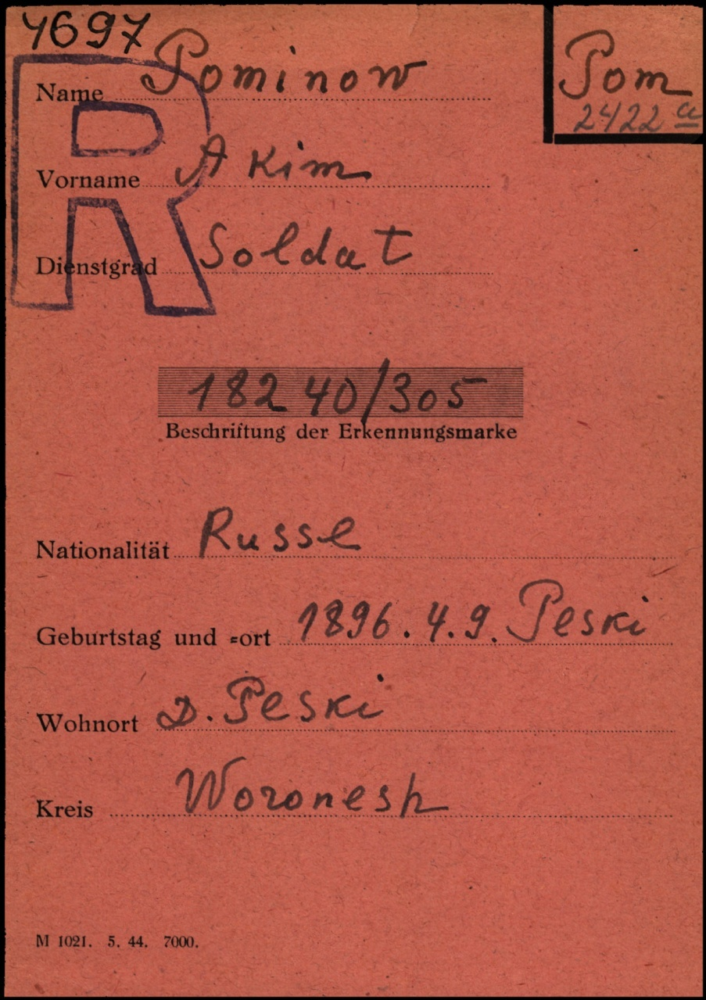 4697
Pom
2422 a
R
Name Pominow
Vorname Akim
Dienstgrad Soldat
18240/305
Beschriftung der Erkennungsmarke
Nationalität Russe
Geburtstag und =ort 1896.4.9. Peski
Wohnort D. Peski
Kreis Woronesh
M 1021. 5. 44. 7000.